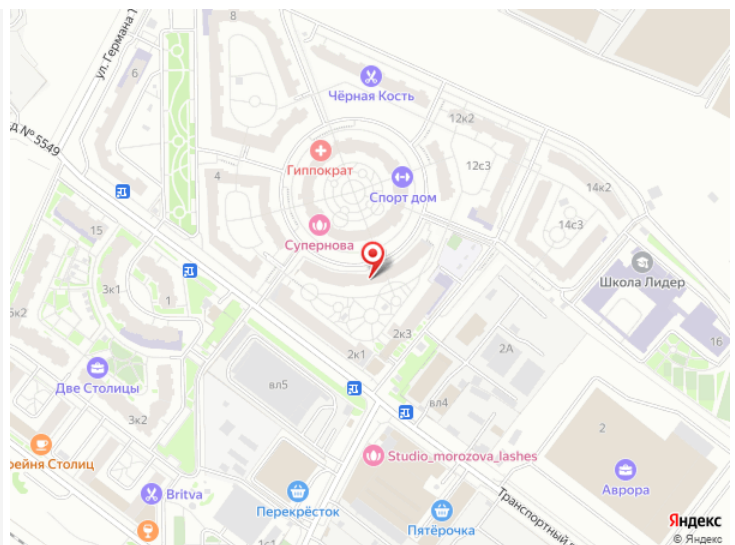 8
ул. Германа Т
6
Чёрная Кость
12к2
д № 5549
Гиппократ
12с3
4
Спорт дом
14к2
14с3
Супернова
15
Школа Лидер
3к1
1
5к2
2к3
16
2к1
2А
Две Столицы
вл5
3к2
вл4
2
рейня Столиц
Studio_morozova_lashes
Аврора
Britva
Перекрёсток
Транспортный
Пятёрочка
Яндекс
1с1
© Яндекс